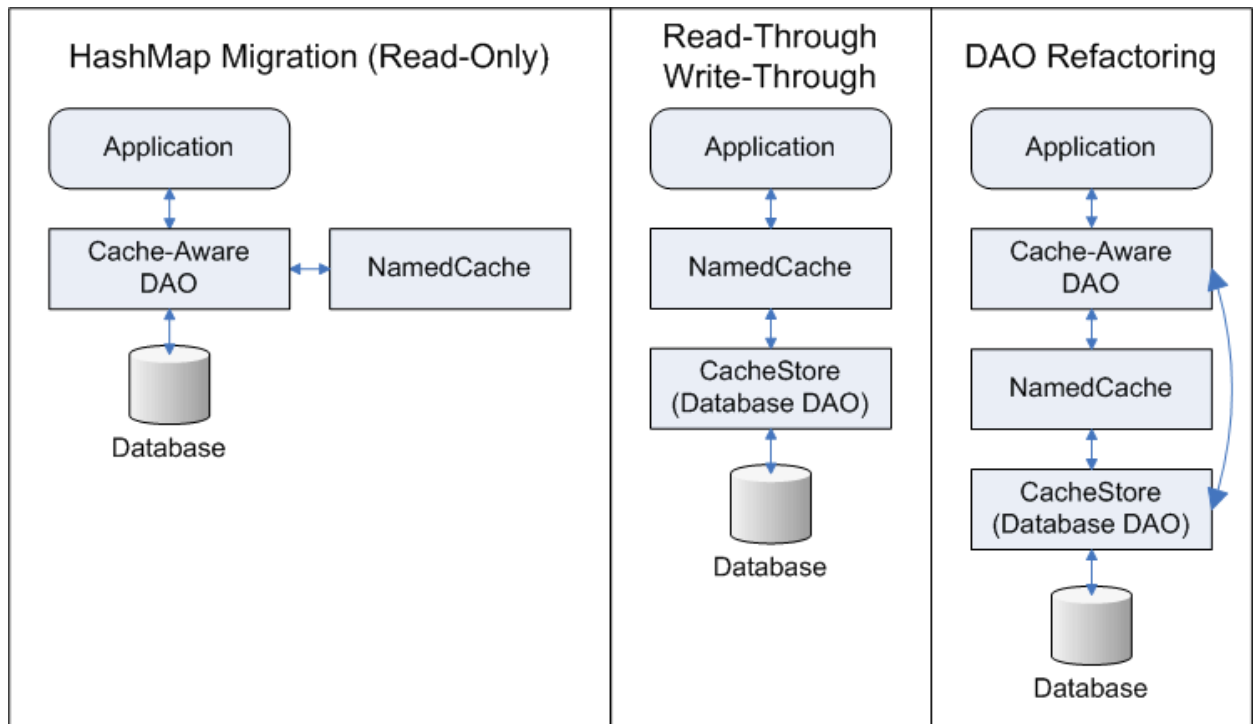 HashMap Migration (Read-Only)
Application
Cache-Aware
DAO
NamedCache
Database
Read-Through
Write-Through
Application
NamedCache
CacheStore
(Database DAO)
Database
DAO Refactoring
Application
Cache-Aware
DAO
NamedCache
CacheStore
(Database DAO)
Database